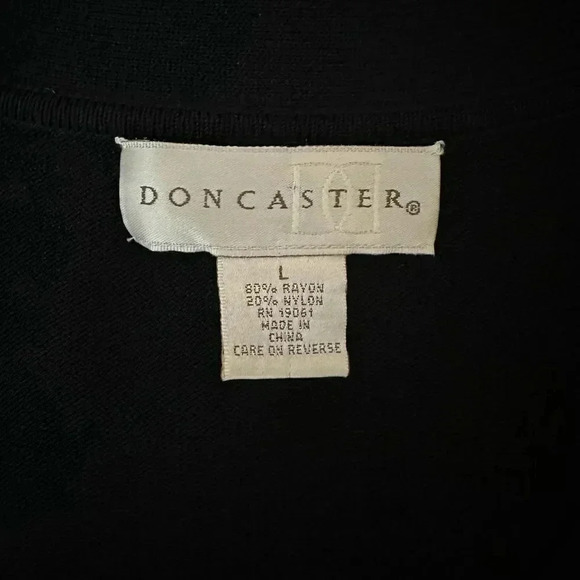 DONCASTER®
L
80% RAYON
20% NYLON
RN 19061
MADE IN
CHINA
CARE ON REVERSE